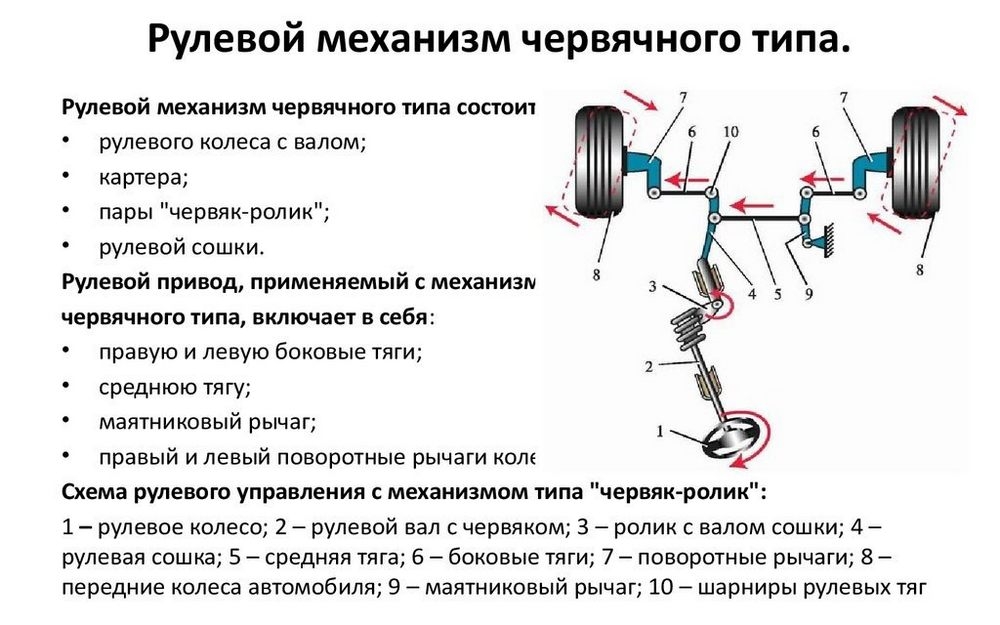 Рулевой механизм червячного типа.
Рулевой механизм червячного типа состоит
• рулевого колеса с валом;
• картера;
• пары "червяк-ролик";
• рулевой сошки.
Рулевой привод, применяемый с механизм
червячного типа, включает в себя:
• правую и левую боковые тяги;
• среднюю тягу;
• маятниковый рычаг;
• правый и левый поворотные рычаги коле
7 7
6 10 6
8 3 4 5 9 8
2
1
Схема рулевого управления с механизмом типа "червяк-ролик":
1 – рулевое колесо; 2 – рулевой вал с червяком; 3 – ролик с валом сошки; 4 –
рулевая сошка; 5 – средняя тяга; 6 – боковые тяги; 7 – поворотные рычаги; 8 –
передние колеса автомобиля; 9 – маятниковый рычаг; 10 – шарниры рулевых тяг